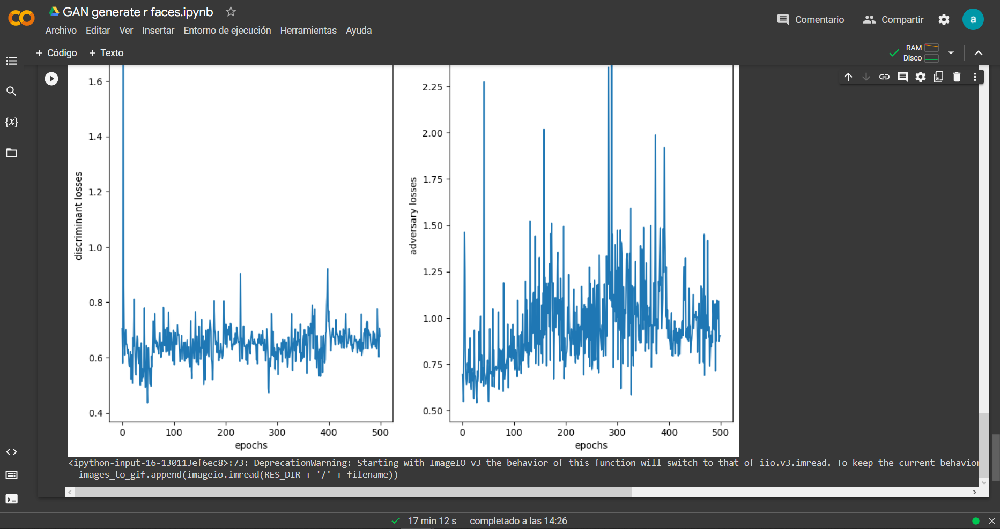 GAN generate r faces.ipynb
Archivo Editar Ver Insertar Entorno de ejecución Herramientas Ayuda
Comentario
Compartir
a
+ Código + Texto
RAM
Disco
{x}
1.6
1.4
1.2
1.0
0.8
0.6
0.4
discriminant losses
0 100 200 300 400 500
epochs
2.25
2.00
1.75
1.50
1.25
1.00
0.75
0.50
adversary losses
0 100 200 300 400 500
epochs
<ipython-input-16-130113ef6ec8>:73: DeprecationWarning: Starting with ImageIO v3 the behavior of this function will switch to that of iio.v3.imread. To keep the current behavior
images_to_gif.append(imageio.imread(RES_DIR + '/' + filename))
17 min 12 s completado a las 14:26